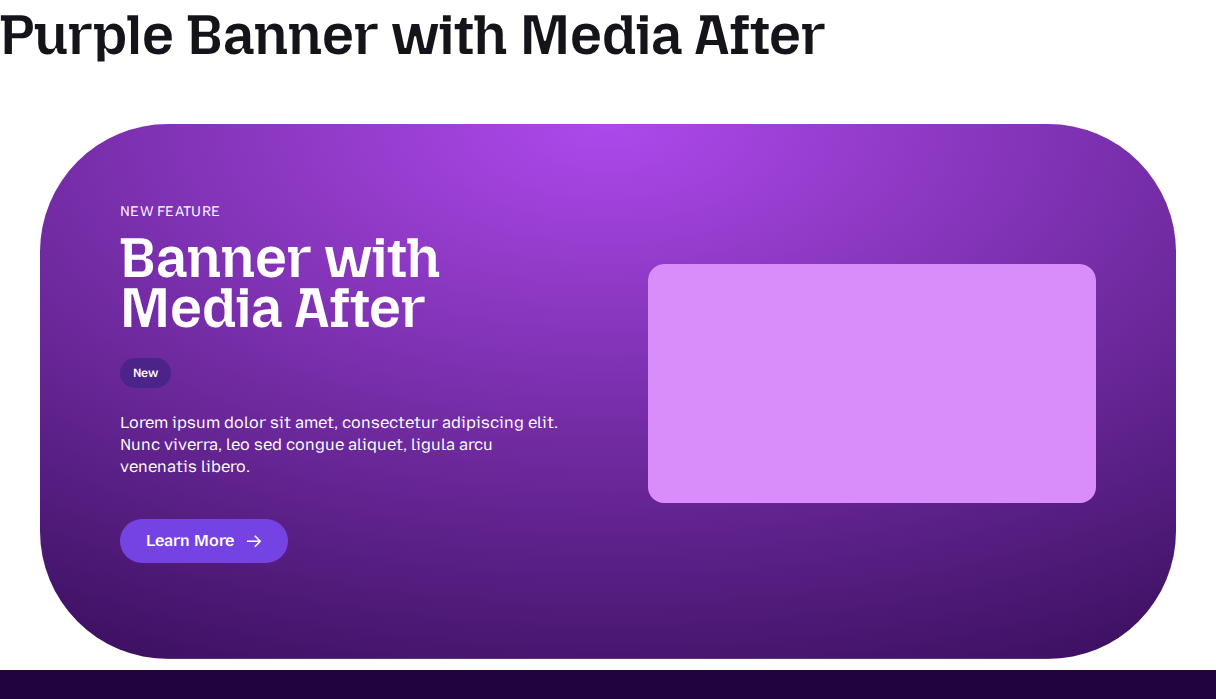 Purple Banner with Media After
NEW FEATURE
Banner with
Media After
New
Lorem ipsum dolor sit amet, consectetur adipiscing elit.
Nunc viverra, leo sed congue aliquet, ligula arcu
venenatis libero.
Learn More